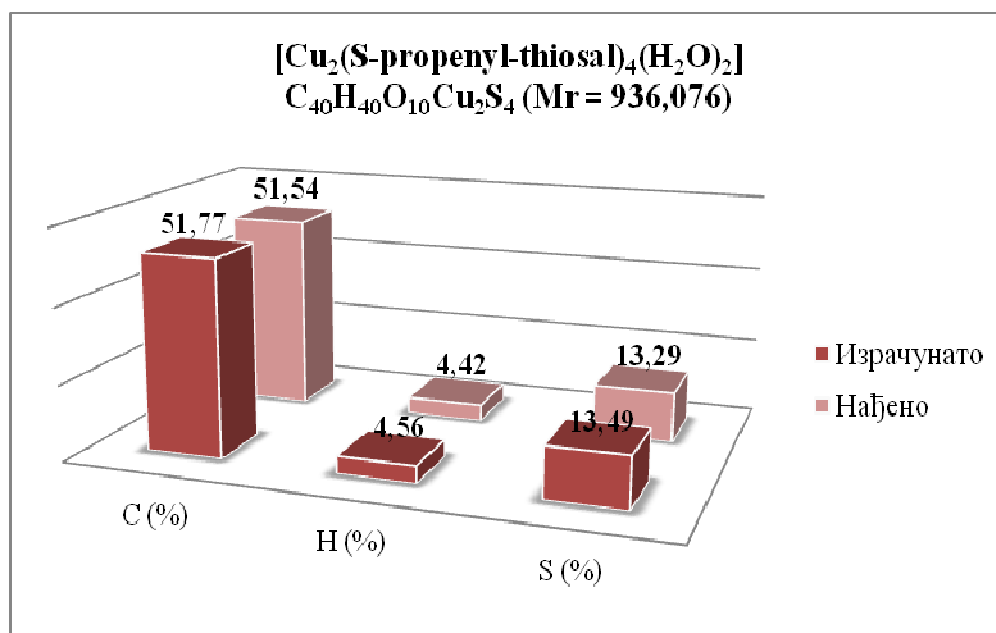 [Cu₂(S-propenyl-thiosal)₄(H₂O)₂]
C₄₀H₄₀O₁₀Cu₂S₄ (Mr = 936,076)
51,77
51,54
4,56
4,42
13,49
13,29
C (%)
H (%)
S (%)
Израчунато
Нађено